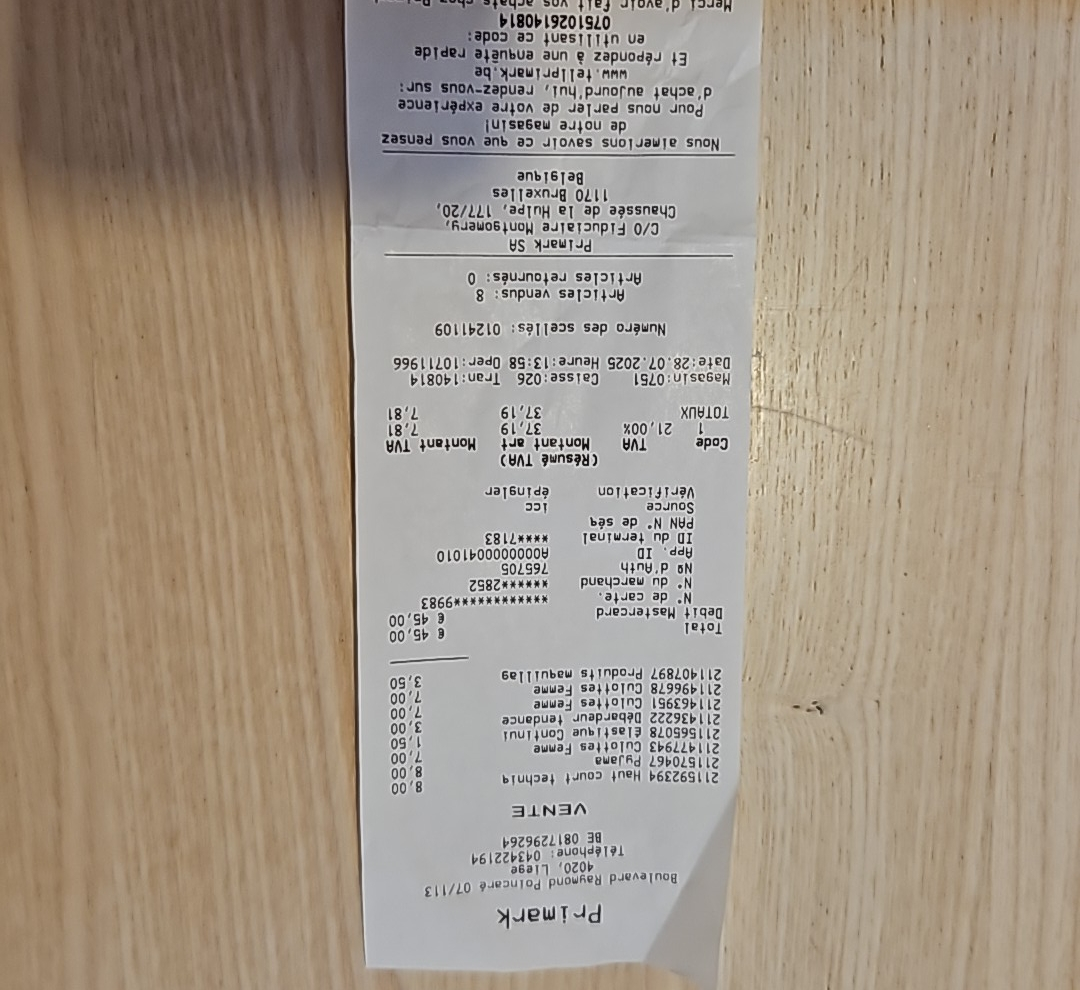 Primark
Boulevard Raymond Poincaré 07/113
4020, Liege
Téléphone: 043422194
BE 0817296264
VENTE
211592394 Haut court techniq 8,00
211570467 Pyjama 8,00
211477943 Culottes Femme 7,00
211565078 Élastique Continui 1,50
211436222 Débardeur tendance 3,00
211463951 Culottes Femme 7,00
211496678 Culottes Femme 7,00
211407897 Produits maquillag 3,50
Total € 45,00
Debit Mastercard € 45,00
N° de carte. ************9983
N° du marchand *******2852
Nº d'Auth 765705
App. ID A0000000041010
ID du terminal ****7183
PAN N° de séq
Source icc
Vérification épingler
(Résumé TVA)
Code TVA Montant art Montant TVA
1 21,00% 37,19 7,81
TOTAUX 37,19 7,81
Magasin:0751 Caisse:026 Tran:140814
Date:28.07.2025 Heure:13:58 Oper:10711966
Numéro des scellés: 01241109
Articles vendus: 8
Articles retournés: 0
Primark SA
C/O Fiduciaire Montgomery,
Chaussée de la Hulpe, 177/20,
1170 Bruxelles
Belgique
Nous aimerions savoir ce que vous pensez
de notre magasin!
Pour nous parler de votre expérience
d'achat aujourd'hui, rendez-vous sur:
www.tellprimark.be
Et répondez à une enquête rapide
en utilisant ce code:
0751026140814
Merci d'avoir fait vos achats chez